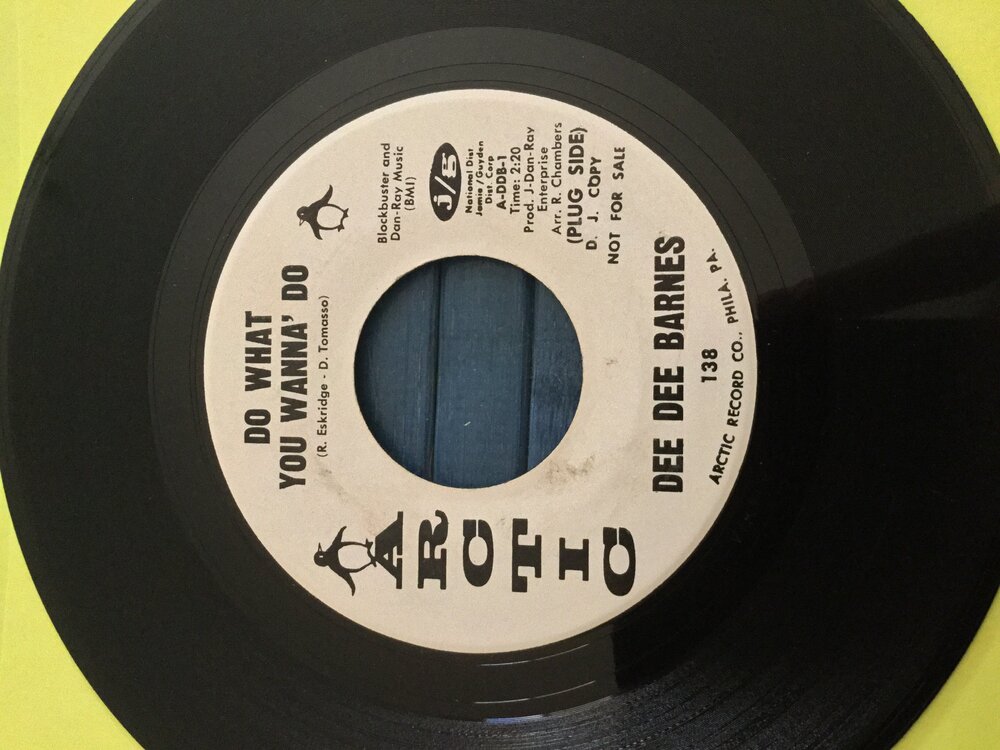 DO WHAT
YOU WANNA' DO
(R. Eskridge - D. Tomasso)
ARCTIC
Blockbuster and
Dan-Ray Music
(BMI)
j/g
National Dist
Jamie/Guyden
Dist. Corp
A-DDB-1
Time: 2:20
Prod. J-Dan-Ray
Enterprise
Arr. R. Chambers
(PLUG SIDE)
D. J. COPY
NOT FOR SALE
DEE DEE BARNES
138
ARCTIC RECORD CO., PHILA. PA.